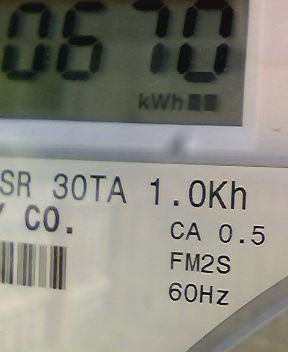 0670
kWh
SR 30TA 1.0Kh
Y CO.
CA 0.5
FM2S
60Hz